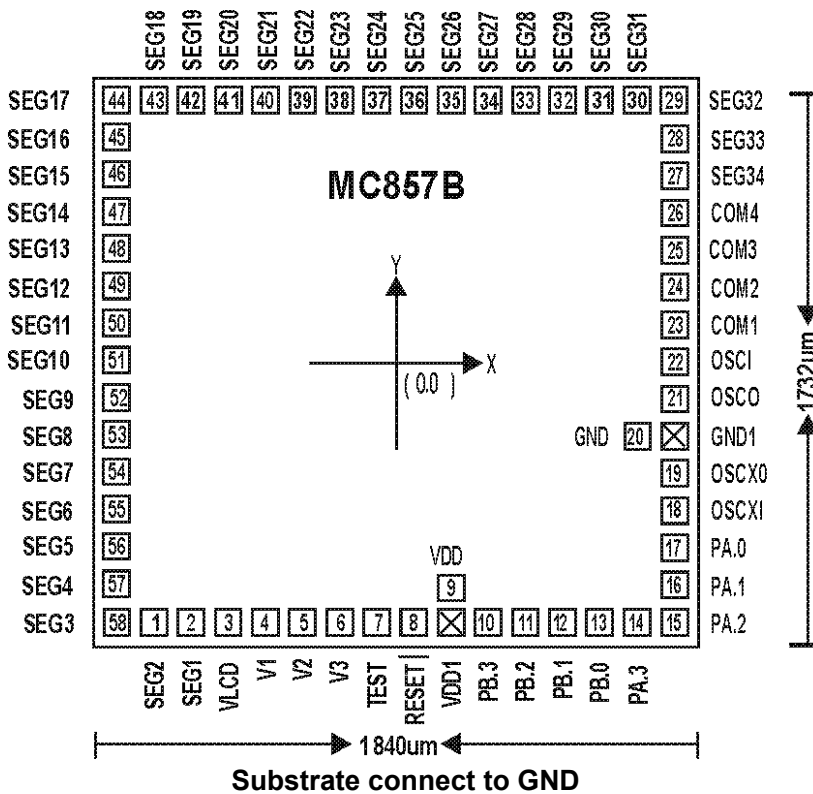 SEG18 SEG19 SEG20 SEG21 SEG22 SEG23 SEG24 SEG25 SEG26 SEG27 SEG28 SEG29 SEG30 SEG31
SEG17 44 43 42 41 40 39 38 37 36 35 34 33 32 31 30 29 SEG32
SEG16 45 28 SEG33
SEG15 46 27 SEG34
MC857B
SEG14 47 26 COM4
SEG13 48 25 COM3
Y
SEG12 49 24 COM2
SEG11 50 23 COM1
SEG10 51 22 OSCI
X
( 0.0 )
1732um
SEG9 52 21 OSCO
SEG8 53 GND 20 GND1
SEG7 54 19 OSCX0
SEG6 55 18 OSCXI
SEG5 56 17 PA.0
VDD
SEG4 57 9 16 PA.1
SEG3 58 1 2 3 4 5 6 7 8 10 11 12 13 14 15 PA.2
SEG2 SEG1 VLCD V1 V2 V3 TEST RESET VDD1 PB.3 PB.2 PB.1 PB.0 PA.3
1840um
Substrate connect to GND